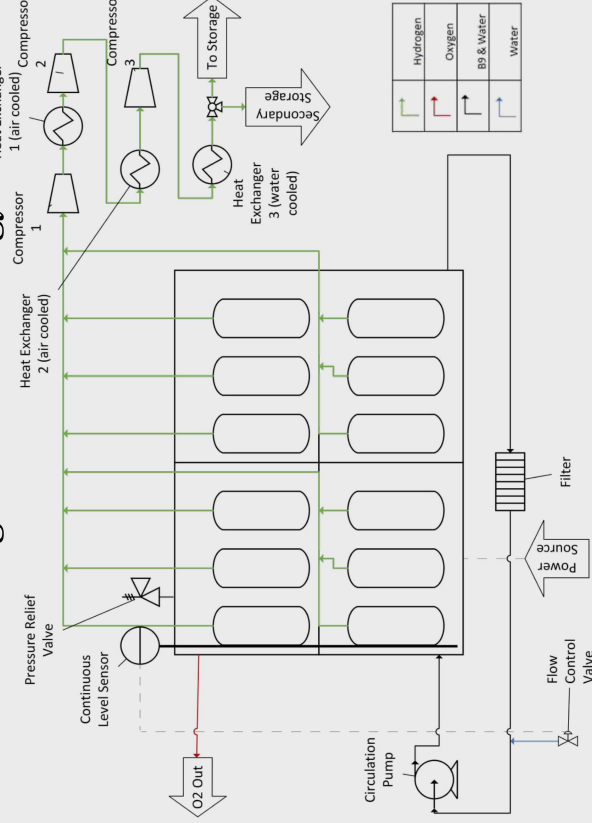 1 (air cooled)
Compressor
2
Compresso
3
To Storage
Secondary
Storage
Compressor
1
Heat Exchanger
2 (air cooled)
Heat
Exchanger
3 (water
cooled)
Hydrogen
Oxygen
B9 & Water
Water
Pressure Relief
Valve
Continuous
Level Sensor
O2 Out
Circulation
Pump
Filter
Power
Source
Flow
Control
Valve